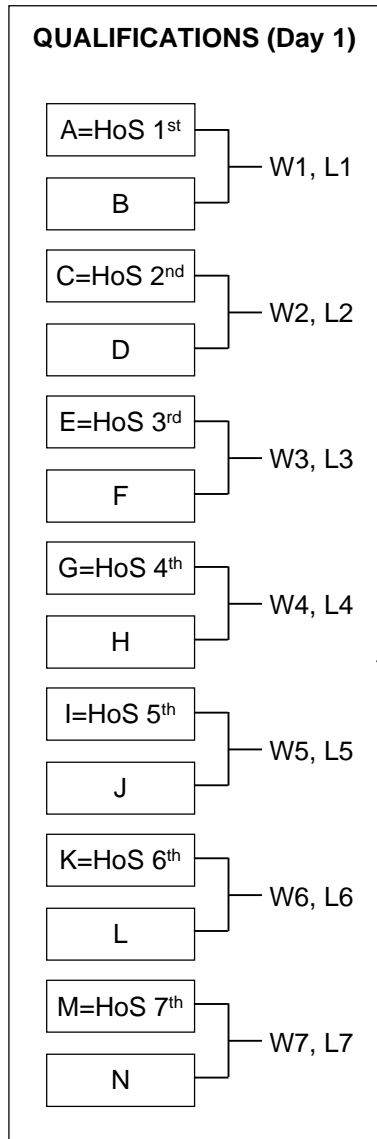 QUALIFICATIONS (Day 1)
A=HoS 1st
W1, L1
B
C=HoS 2nd
W2, L2
D
E=HoS 3rd
W3, L3
F
G=HoS 4th
W4, L4
H
I=HoS 5th
W5, L5
J
K=HoS 6th
W6, L6
L
M=HoS 7th
W7, L7
N